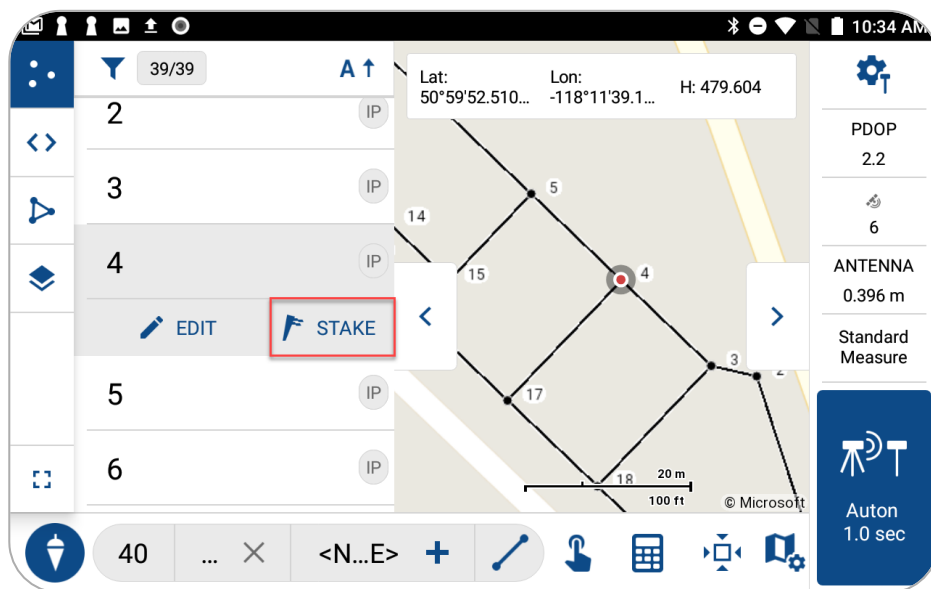 10:34 AM
39/39
A
2
IP
3
IP
4
IP
EDIT
STAKE
5
IP
6
IP
Lat:
50°59'52.510...
Lon:
-118°11'39.1...
H: 479.604
5
14
15
4
3
2
17
18
20 m
100 ft
© Microsoft
T
PDOP
2.2
6
ANTENNA
0.396 m
Standard
Measure
Auton
1.0 sec
40
...
<N...E>